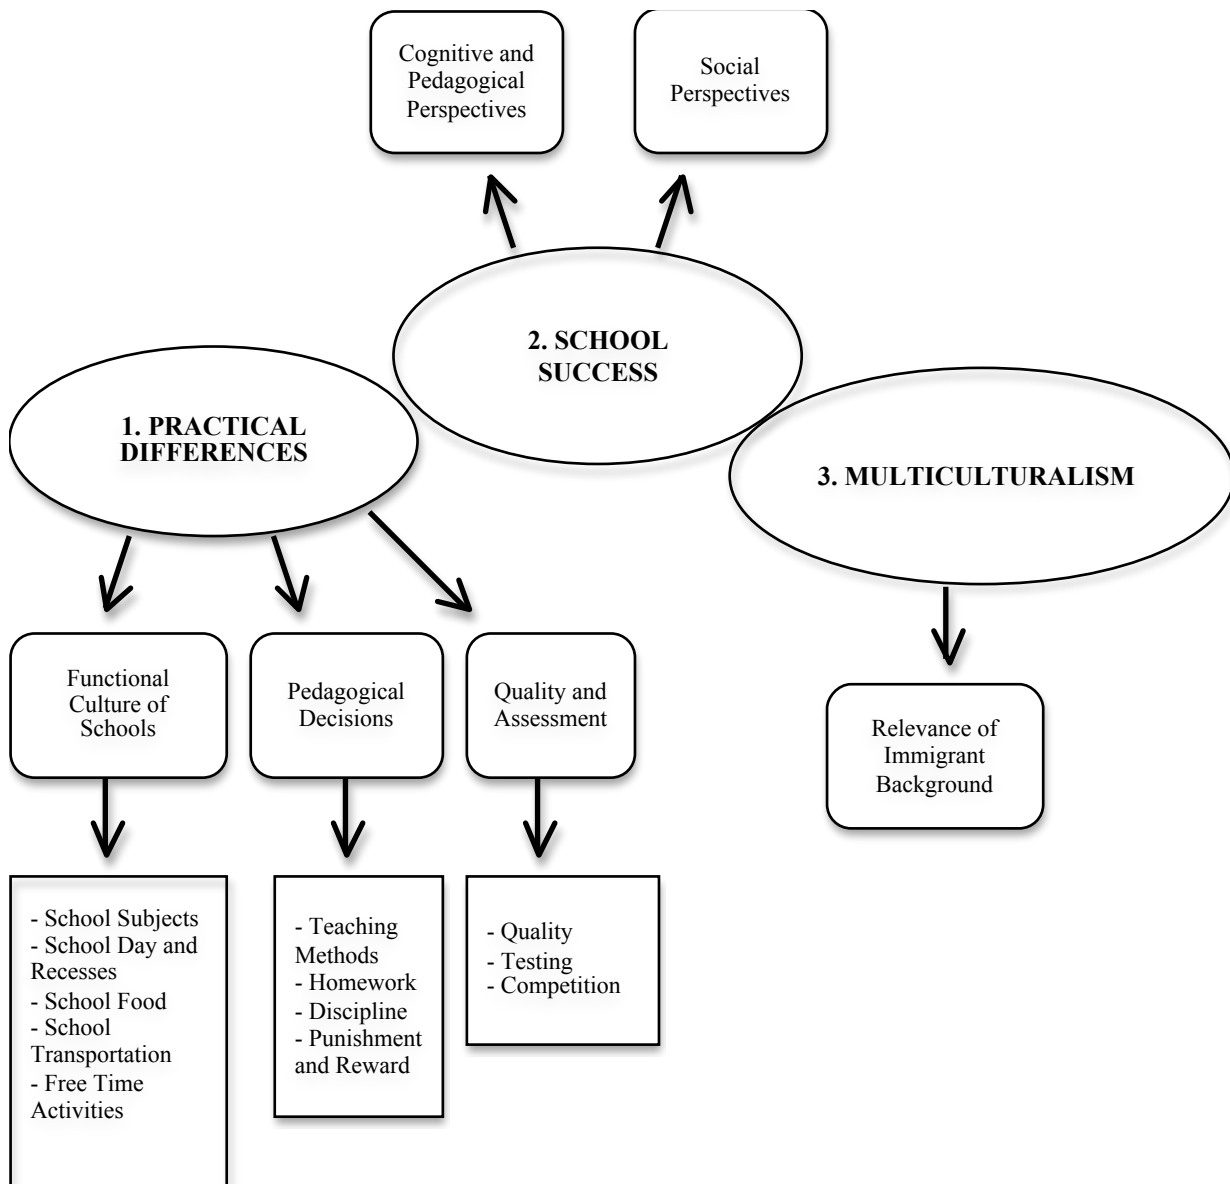 Cognitive and
Pedagogical
Perspectives
Social
Perspectives
2. SCHOOL
SUCCESS
1. PRACTICAL
DIFFERENCES
3. MULTICULTURALISM
Functional
Culture of
Schools
Pedagogical
Decisions
Quality and
Assessment
Relevance of
Immigrant
Background
- School Subjects
- School Day and
Recesses
- School Food
- School
Transportation
- Free Time
Activities
- Teaching
Methods
- Homework
- Discipline
- Punishment
and Reward
- Quality
- Testing
- Competition